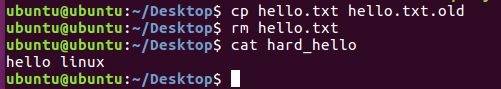 ubuntu@ubuntu:~/Desktop$ cp hello.txt hello.txt.old
ubuntu@ubuntu:~/Desktop$ rm hello.txt
ubuntu@ubuntu:~/Desktop$ cat hard_hello
hello linux
ubuntu@ubuntu:~/Desktop$